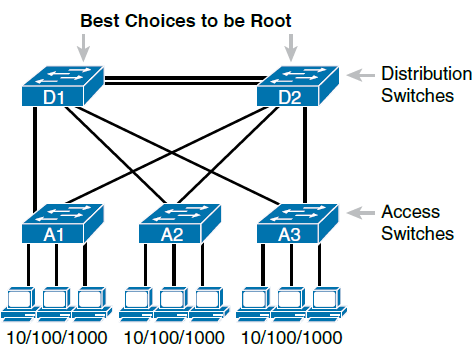 Best Choices to be Root
D1
D2
Distribution
Switches
A1
A2
A3
Access
Switches
10/100/1000
10/100/1000
10/100/1000